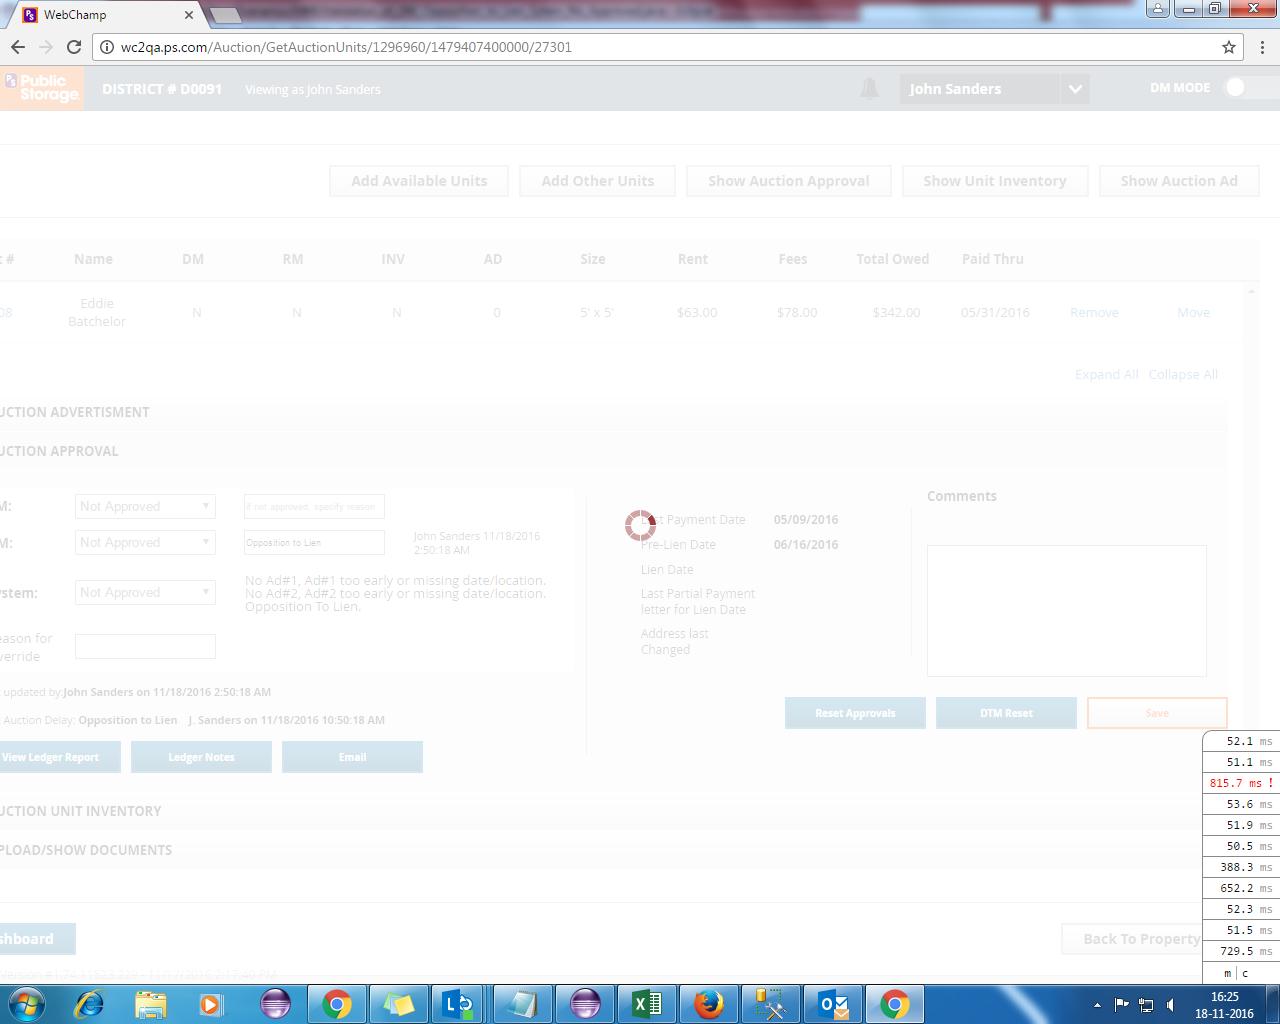 WebChamp
wc2qa.ps.com/Auction/GetAuctionUnits/1296960/1479407400000/27301
PS Public Storage
DISTRICT # D0091 Viewing as John Sanders John Sanders DM MODE
Add Available Units Add Other Units Show Auction Approval Show Unit Inventory Show Auction Ad
# Name DM RM INV AD Size Rent Fees Total Owed Paid Thru
08 Eddie Batchelor N N N 0 5' x 5' $63.00 $78.00 $342.00 05/31/2016 Remove Move
Expand All Collapse All
UCTION ADVERTISMENT
UCTION APPROVAL
M: Not Approved If not approved, specify reason
M: Not Approved Opposition to Lien John Sanders 11/18/2016 2:50:18 AM
ystem: Not Approved No Ad#1, Ad#1 too early or missing date/location.
No Ad#2, Ad#2 too early or missing date/location.
Opposition To Lien.
eason for
verride
updated by:John Sanders on 11/18/2016 2:50:18 AM
Auction Delay: Opposition to Lien J. Sanders on 11/18/2016 10:50:18 AM
View Ledger Report Ledger Notes Email
Last Payment Date 05/09/2016
Pre-Lien Date 06/16/2016
Lien Date
Last Partial Payment
letter for Lien Date
Address last
Changed
Comments
Reset Approvals DTM Reset Save
UCTION UNIT INVENTORY
PLOAD/SHOW DOCUMENTS
shboard Back To Property
52.1 ms
51.1 ms
815.7 ms !
53.6 ms
51.9 ms
50.5 ms
388.3 ms
652.2 ms
52.3 ms
51.5 ms
729.5 ms
m c
16:25
18-11-2016